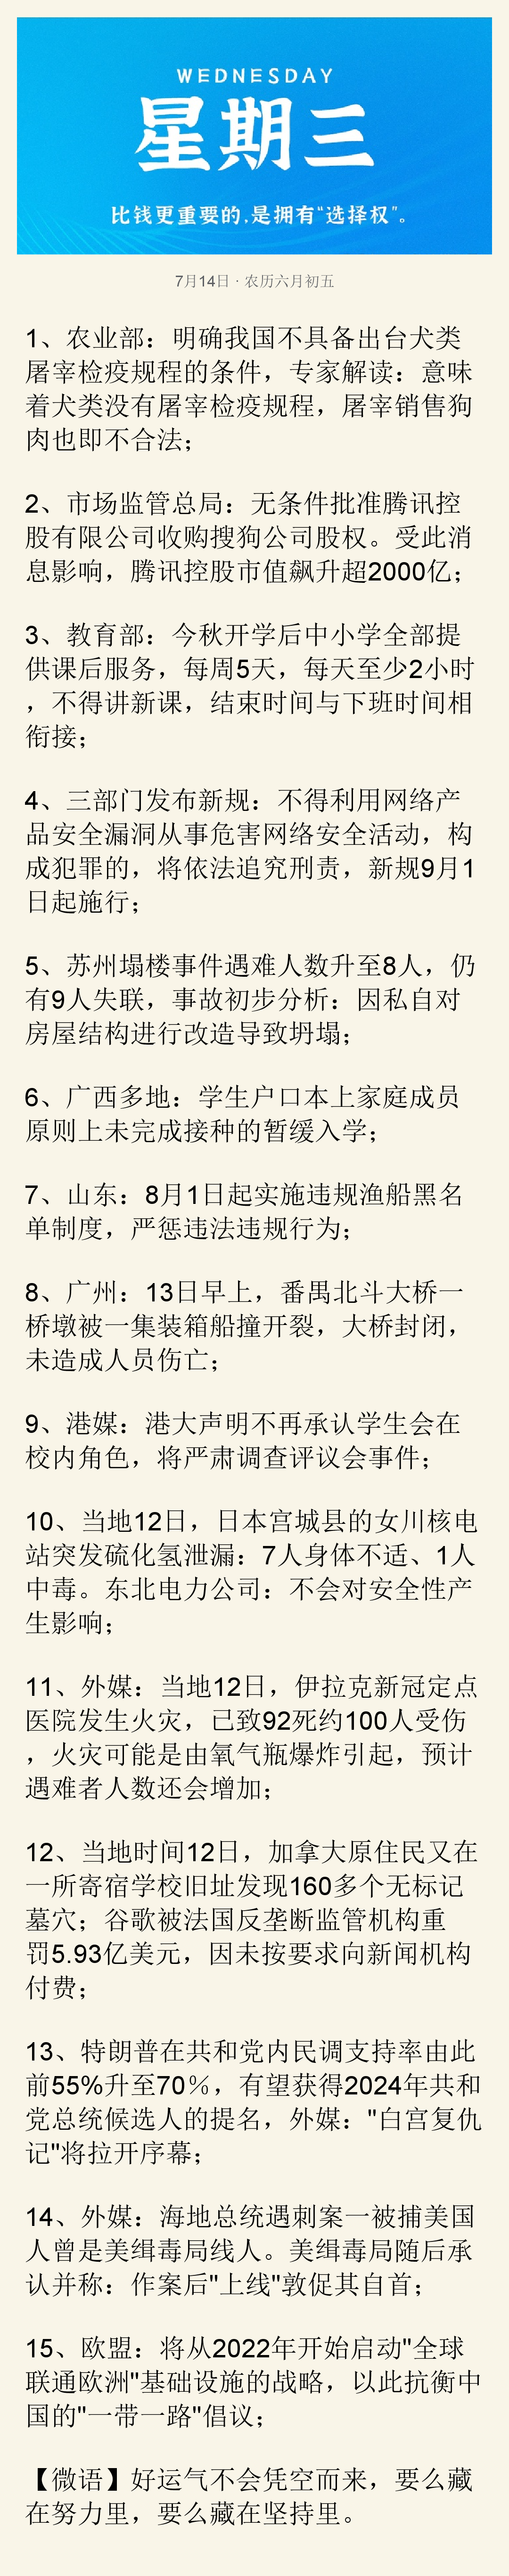 WEDNESDAY
星期三
比钱更重要的,是拥有“选择权”。
7月14日 · 农历六月初五
1、农业部：明确我国不具备出台犬类
屠宰检疫规程的条件，专家解读：意味
着犬类没有屠宰检疫规程，屠宰销售狗
肉也即不合法；
2、市场监管总局：无条件批准腾讯控
股有限公司收购搜狗公司股权。受此消
息影响，腾讯控股市值飙升超2000亿；
3、教育部：今秋开学后中小学全部提
供课后服务，每周5天，每天至少2小时
，不得讲新课，结束时间与下班时间相
衔接；
4、三部门发布新规：不得利用网络产
品安全漏洞从事危害网络安全活动，构
成犯罪的，将依法追究刑责，新规9月1
日起施行；
5、苏州塌楼事件遇难人数升至8人，仍
有9人失联，事故初步分析：因私自对
房屋结构进行改造导致坍塌；
6、广西多地：学生户口本上家庭成员
原则上未完成接种的暂缓入学；
7、山东：8月1日起实施违规渔船黑名
单制度，严惩违法违规行为；
8、广州：13日早上，番禺北斗大桥一
桥墩被一集装箱船撞开裂，大桥封闭，
未造成人员伤亡；
9、港媒：港大声明不再承认学生会在
校内角色，将严肃调查评议会事件；
10、当地12日，日本宫城县的女川核电
站突发硫化氢泄漏：7人身体不适、1人
中毒。东北电力公司：不会对安全性产
生影响；
11、外媒：当地12日，伊拉克新冠定点
医院发生火灾，已致92死约100人受伤
，火灾可能是由氧气瓶爆炸引起，预计
遇难者人数还会增加；
12、当地时间12日，加拿大原住民又在
一所寄宿学校旧址发现160多个无标记
墓穴；谷歌被法国反垄断监管机构重
罚5.93亿美元，因未按要求向新闻机构
付费；
13、特朗普在共和党内民调支持率由此
前55%升至70％，有望获得2024年共和
党总统候选人的提名，外媒："白宫复仇
记"将拉开序幕；
14、外媒：海地总统遇刺案一被捕美国
人曾是美缉毒局线人。美缉毒局随后承
认并称：作案后"上线"敦促其自首；
15、欧盟：将从2022年开始启动"全球
联通欧洲"基础设施的战略，以此抗衡中
国的"一带一路"倡议；
【微语】好运气不会凭空而来，要么藏
在努力里，要么藏在坚持里。